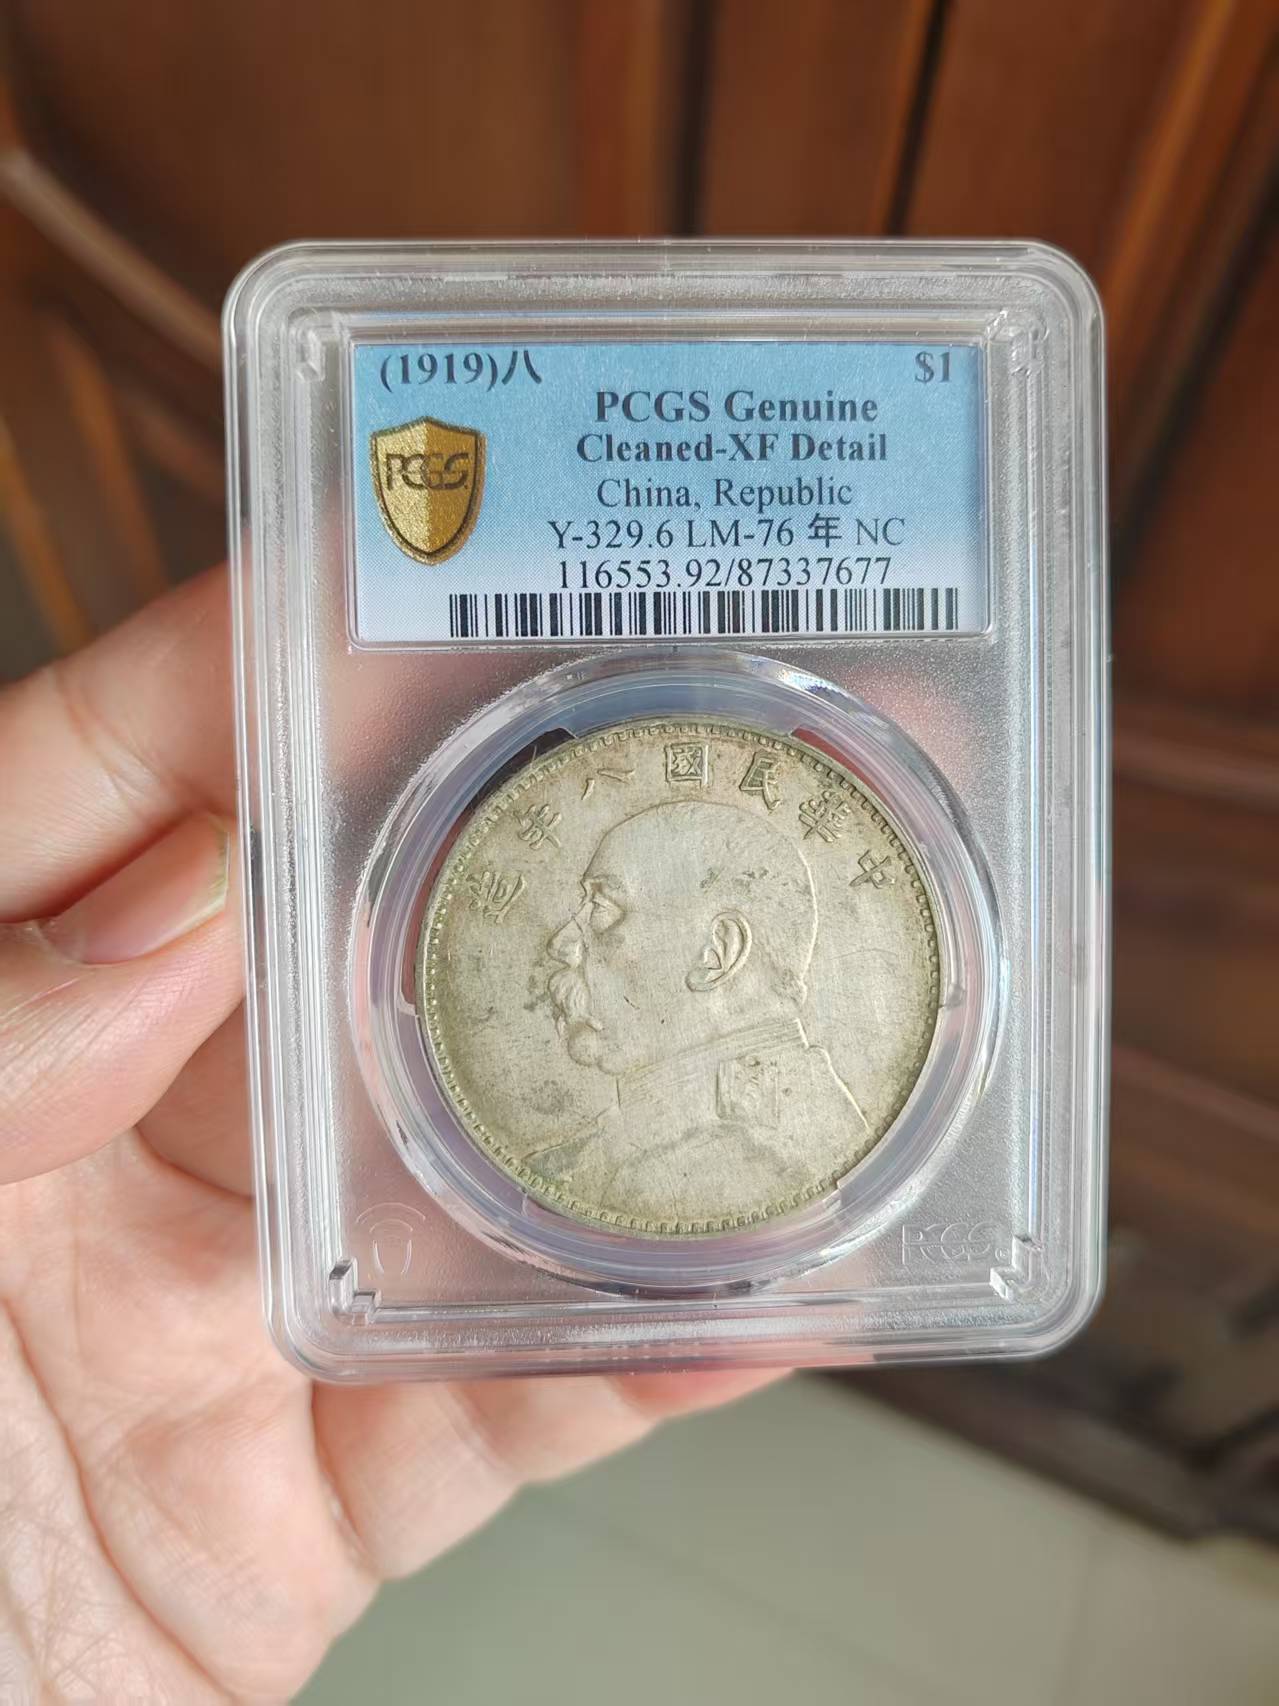 (1919)八 $1
PCGS Genuine
Cleaned-XF Detail
PCGS
China, Republic
Y-329.6 LM-76 年 NC
116553.92/87337677
造年八國民華中
PCGS